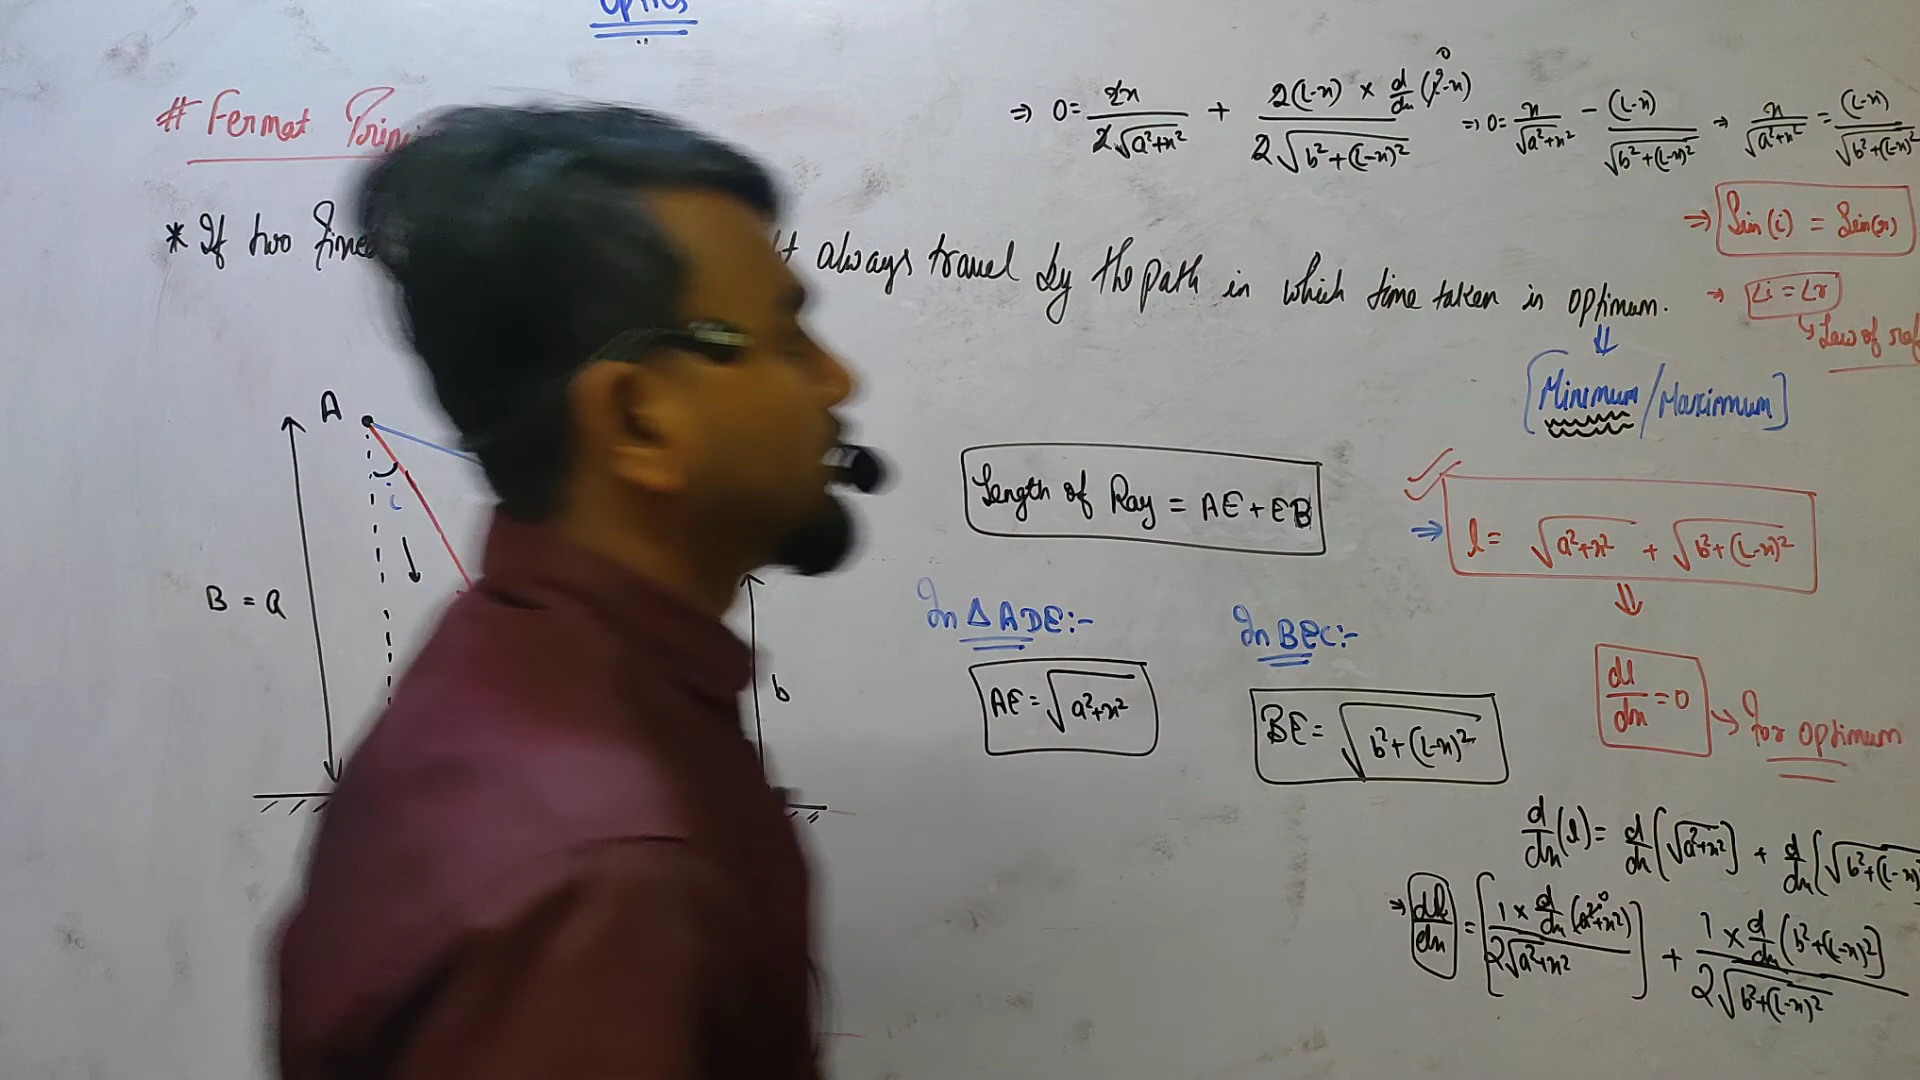 Optics
# Fermat Prin
* If two fixed
t always travel by the path in which time taken is optimum.
⇓
[Minimum/Maximum]
A
i
B = a
b
Length of Ray = AE + EB
In Δ ADE:-
AE = √(a²+x²)
In BEC:-
BE = √(b²+(L-x)²)
⇒ l = √(a²+x²) + √(b²+(L-x)²)
⇓
dl/dx = 0 → for optimum
d/dx (l) = d/dx [√(a²+x²)] + d/dx [√(b²+(L-x)
⇒ dl/dx = [1 × d/dx (a²+x²) / 2√(a²+x²)] + 1 × d/dx (b²+(L-x)²) / 2√(b²+(L-x)²)
⇒ 0 = 2x / 2√(a²+x²) + 2(L-x) × d/dx (L-x) / 2√(b²+(L-x)²) ⇒ 0 = x / √(a²+x²) - (L-x) / √(b²+(L-x)²) ⇒ x / √(a²+x²) = (L-x) / √(b²+(L-x)²)
⇒ Sin(i) = Sin(r)
⇒ ∠i = ∠r
↳ Law of ref